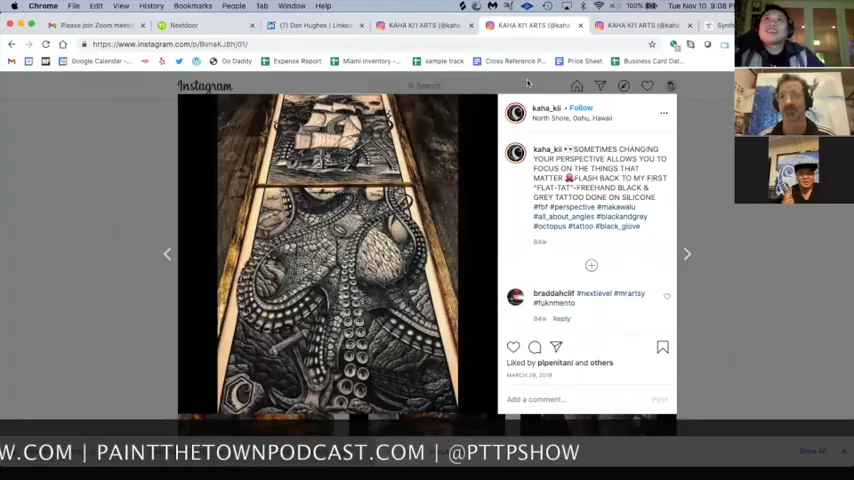 Chrome File Edit View History Bookmarks People Tab Window Help
100% Tue Nov 10 9:08 PM
Please join Zoom meeti
Nextdoor
(7) Dan Hughes | Linked
KAHA KI'I ARTS (@kaha
KAHA KI'I ARTS (@kaha
KAHA KI'I ARTS (@kaha
https://www.instagram.com/p/BvnaKJ8hj01/
Google Calendar -
Go Daddy
Expense Report
Miami Inventory -
sample track
Cross Reference P...
Price Sheet
Business Card Dat...
Instagram
Search
kaha_kii • Follow
North Shore, Oahu, Hawaii
kaha_kii 👀SOMETIMES CHANGING
YOUR PERSPECTIVE ALLOWS YOU TO
FOCUS ON THE THINGS THAT
MATTER 🐙FLASH BACK TO MY FIRST
"FLAT-TAT"-FREEHAND BLACK &
GREY TATTOO DONE ON SILICONE
#fbf #perspective #makawalu
#all_about_angles #blackandgrey
#octopus #tattoo #black_glove
84w
braddahclif #nextlevel #mrartsy
#fuknmento
84w Reply
Liked by plpenitani and others
MARCH 29, 2019
Add a comment...
Post
W.COM | PAINTTHETOWNPODCAST.COM | @PTTPSHOW
Show All